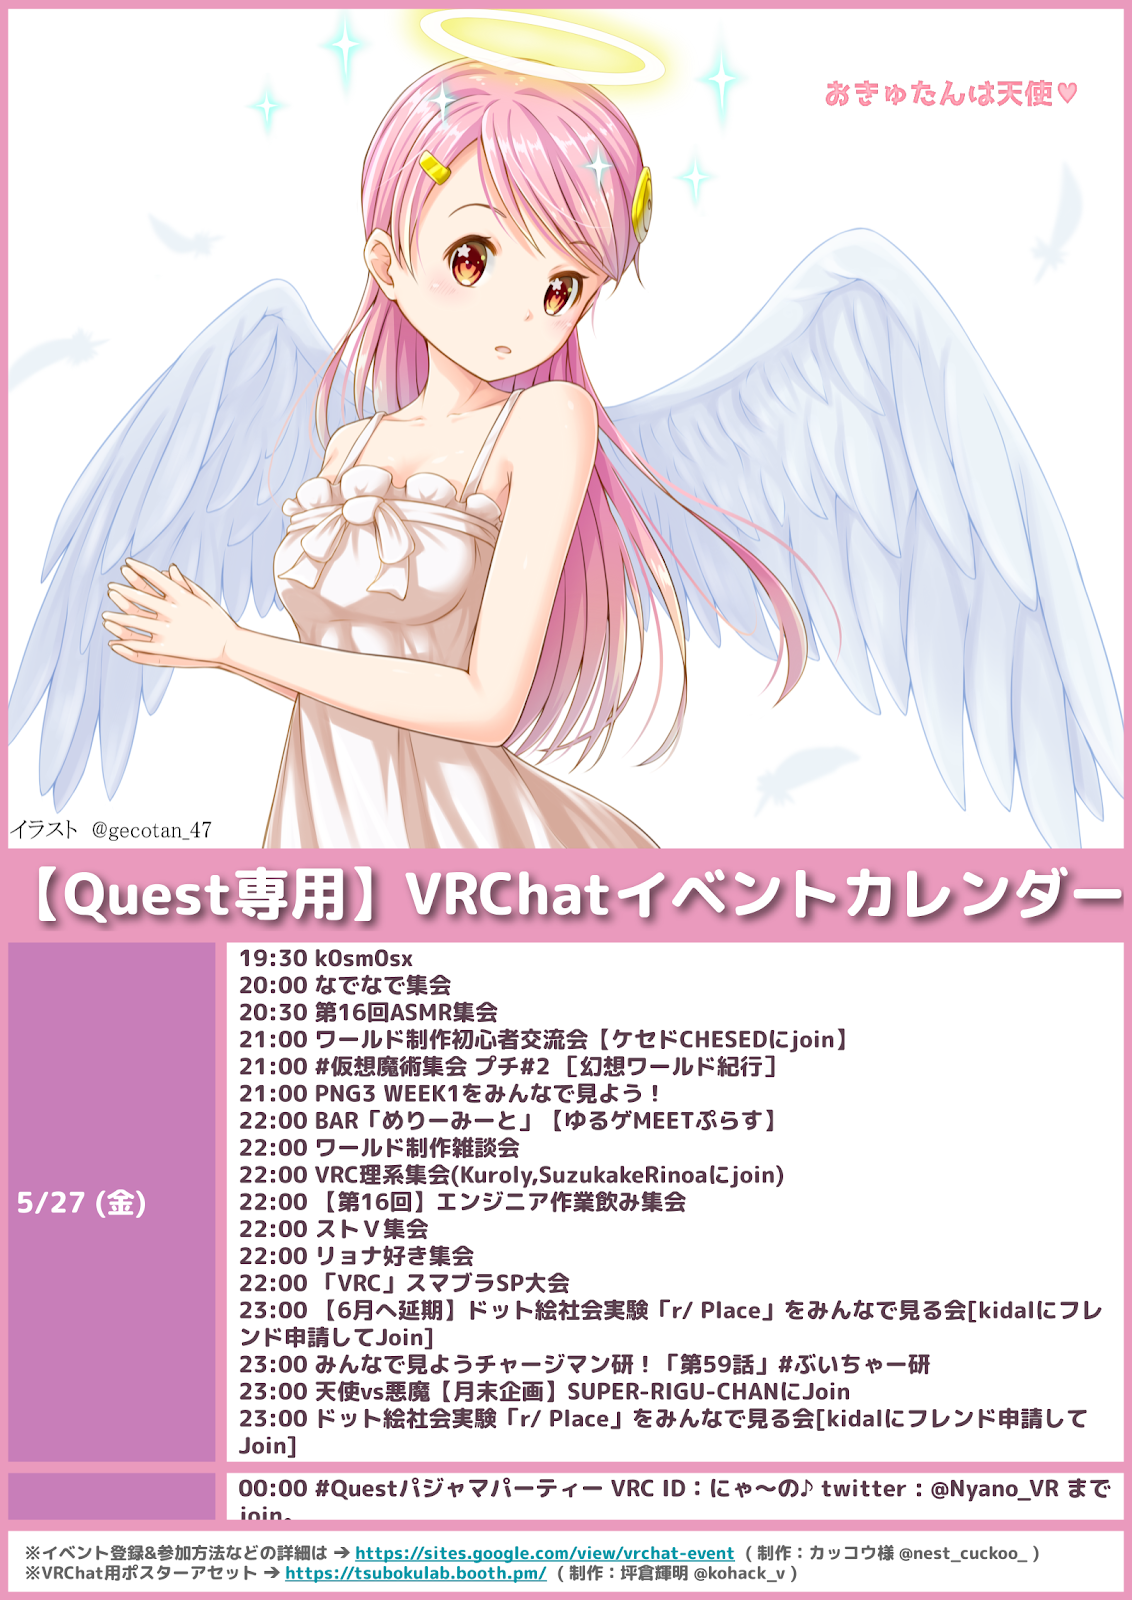 おきゅたんは天使♥
イラスト @gecotan_47
【Quest専用】VRChatイベントカレンダー
5/27 (金)
19:30 k0sm0sx
20:00 なでなで集会
20:30 第16回ASMR集会
21:00 ワールド制作初心者交流会【ケセドCHESEDにjoin】
21:00 #仮想魔術集会 プチ#2 ［幻想ワールド紀行］
21:00 PNG3 WEEK1をみんなで見よう！
22:00 BAR「めりーみーと」【ゆるゲMEETぷらす】
22:00 ワールド制作雑談会
22:00 VRC理系集会(Kuroly,SuzukakeRinoaにjoin)
22:00 【第16回】エンジニア作業飲み集会
22:00 ストＶ集会
22:00 リョナ好き集会
22:00 「VRC」スマブラSP大会
23:00 【6月へ延期】ドット絵社会実験「r/ Place」をみんなで見る会[kidalにフレ
ンド申請してJoin]
23:00 みんなで見ようチャージマン研！「第59話」#ぶいちゃー研
23:00 天使vs悪魔【月末企画】SUPER-RIGU-CHANにJoin
23:00 ドット絵社会実験「r/ Place」をみんなで見る会[kidalにフレンド申請して
Join]
00:00 #Questパジャマパーティー VRC ID：にゃ～の♪ twitter : @Nyano_VR まで
join。
※イベント登録&参加方法などの詳細は ➔ https://sites.google.com/view/vrchat-event ( 制作：カッコウ様 @nest_cuckoo_ )
※VRChat用ポスターアセット ➔ https://tsubokulab.booth.pm/ ( 制作：坪倉輝明 @kohack_v )